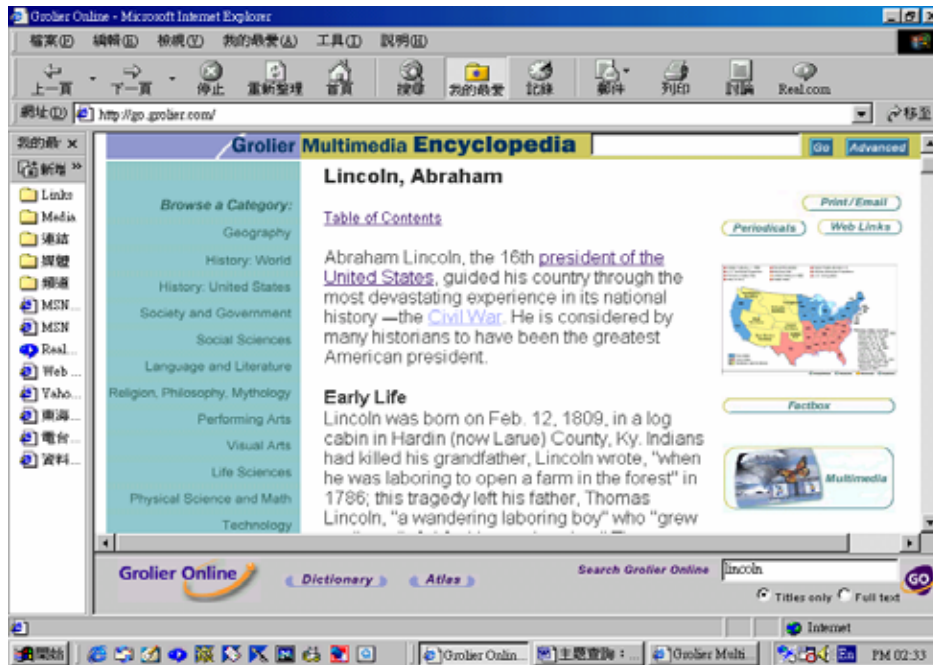 Grolier Online - Microsoft Internet Explorer
檔案(F) 編輯(E) 檢視(V) 我的最愛(A) 工具(T) 說明(H)
上一頁 下一頁 停止 重新整理 首頁 搜尋 我的最愛 記錄 郵件 列印 討論 Real.com
網址(D) http://go.grolier.com/ 移至
我的最 ×
新增 »
Links
Media
連結
媒體
頻道
MSN...
MSN
Real...
Web ...
Yaho...
東海...
電台...
資料...
Grolier Multimedia Encyclopedia Go Advanced
Browse a Category:
Geography
History: World
History: United States
Society and Government
Social Sciences
Language and Literature
Religion, Philosophy, Mythology
Performing Arts
Visual Arts
Life Sciences
Physical Science and Math
Technology
Lincoln, Abraham
Table of Contents
Abraham Lincoln, the 16th president of the
United States, guided his country through the
most devastating experience in its national
history —the Civil War. He is considered by
many historians to have been the greatest
American president.
Early Life
Lincoln was born on Feb. 12, 1809, in a log
cabin in Hardin (now Larue) County, Ky. Indians
had killed his grandfather, Lincoln wrote, "when
he was laboring to open a farm in the forest" in
1786; this tragedy left his father, Thomas
Lincoln, "a wandering laboring boy" who "grew
Print/Email
Periodicals Web Links
Factbox
Multimedia
Grolier Online Dictionary Atlas Search Grolier Online lincoln GO
Titles only Full text
Internet
開始 Grolier Onlin... 主題查詢：... Grolier Multi... En PM 02:33